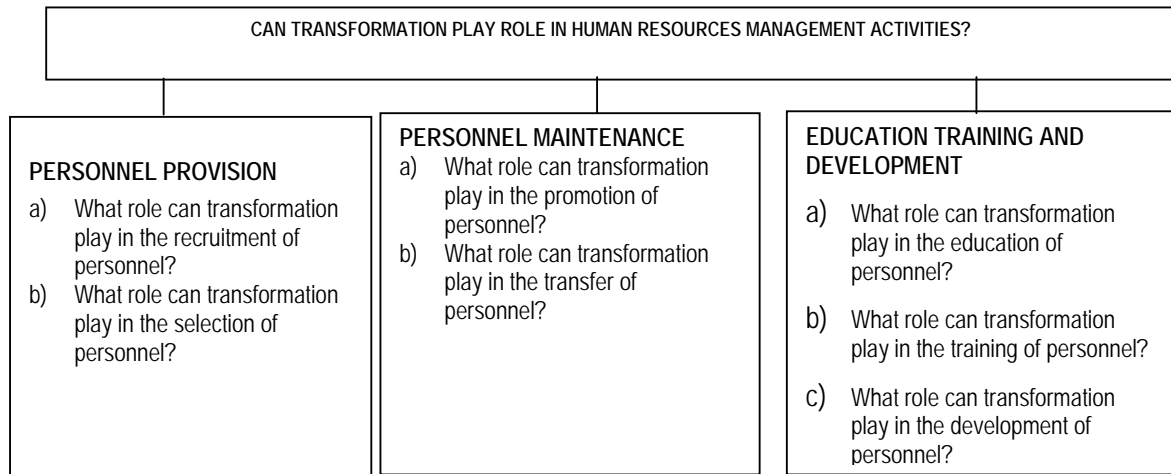 CAN TRANSFORMATION PLAY ROLE IN HUMAN RESOURCES MANAGEMENT ACTIVITIES?
PERSONNEL PROVISION
a) What role can transformation
play in the recruitment of
personnel?
b) What role can transformation
play in the selection of
personnel?
PERSONNEL MAINTENANCE
a) What role can transformation
play in the promotion of
personnel?
b) What role can transformation
play in the transfer of
personnel?
EDUCATION TRAINING AND
DEVELOPMENT
a) What role can transformation
play in the education of
personnel?
b) What role can transformation
play in the training of personnel?
c) What role can transformation
play in the development of
personnel?